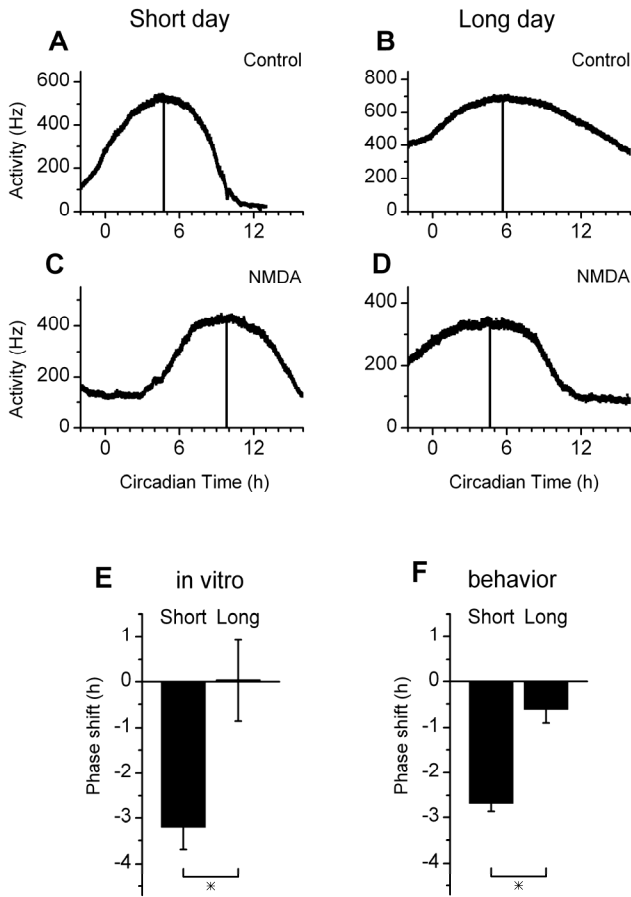 Short day
Long day
A
Control
B
Control
Activity (Hz)
600
400
200
0
0 6 12
800
600
400
200
0
0 6 12
C
NMDA
D
NMDA
Activity (Hz)
400
200
0
0 6 12
Circadian Time (h)
400
200
0
0 6 12
Circadian Time (h)
E
in vitro
Short Long
Phase shift (h)
1
0
-1
-2
-3
-4
*
F
behavior
Short Long
Phase shift (h)
1
0
-1
-2
-3
-4
*